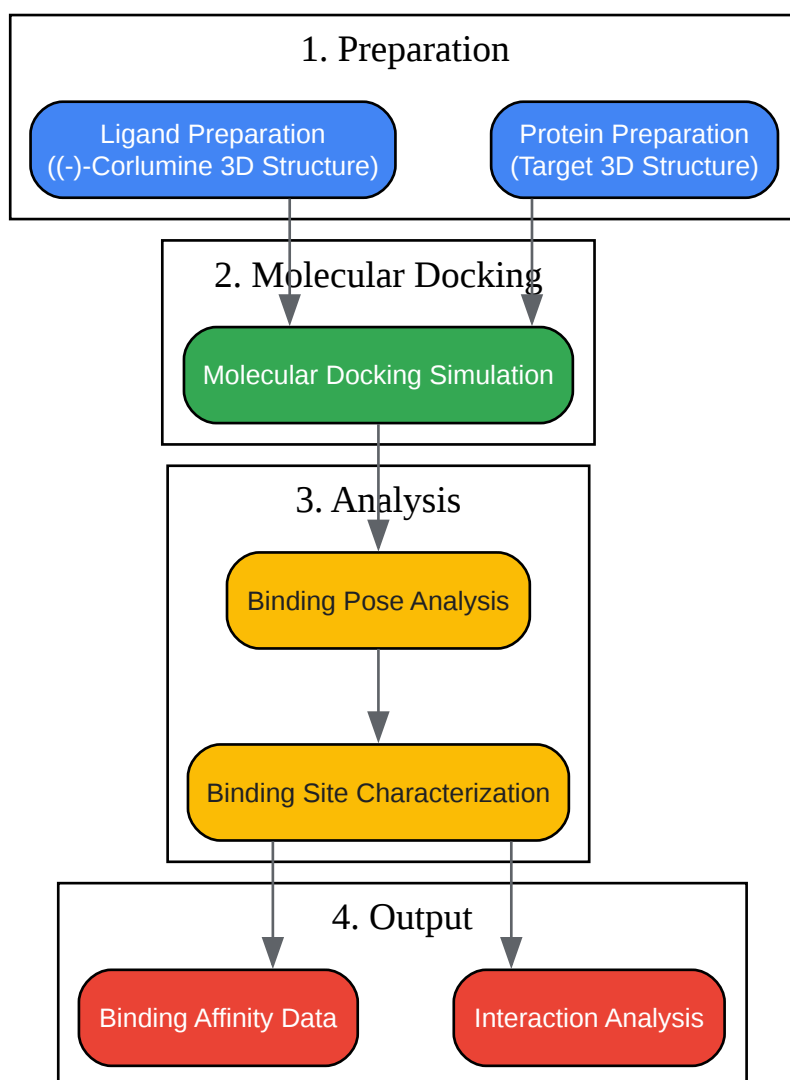 1. Preparation
Ligand Preparation
((-)-Corlumine 3D Structure)
Protein Preparation
(Target 3D Structure)
2. Molecular Docking
Molecular Docking Simulation
3. Analysis
Binding Pose Analysis
Binding Site Characterization
4. Output
Binding Affinity Data
Interaction Analysis